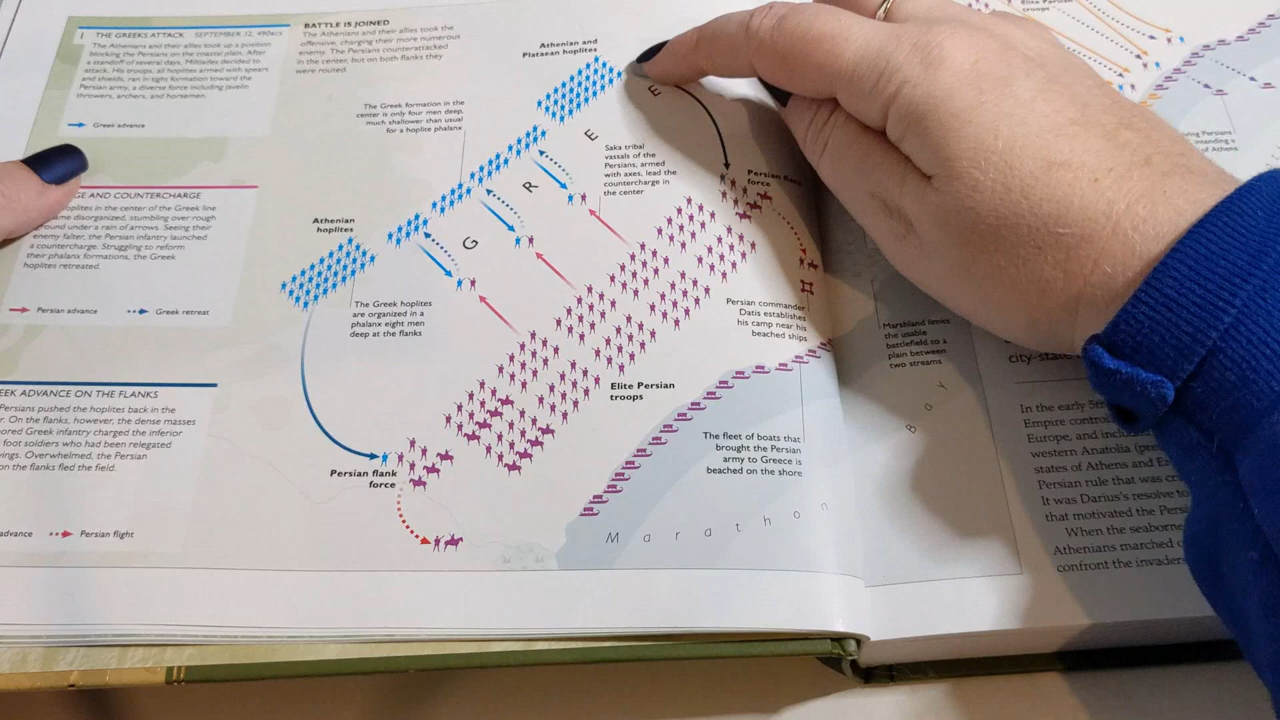 1 THE GREEKS ATTACK SEPTEMBER 12, 490BCE
The Athenians and their allies took up a position
blocking the Persians on the coastal plain. After
a standoff of several days, Miltiades decided to
attack. His troops, all hoplites armed with spears
and shields, ran in tight formation toward the
Persian army, a diverse force including javelin
throwers, archers, and horsemen.
Greek advance
GE AND COUNTERCHARGE
oplites in the center of the Greek line
ame disorganized, stumbling over rough
ground under a rain of arrows. Seeing their
enemy falter, the Persian infantry launched
a countercharge. Struggling to reform
their phalanx formations, the Greek
hoplites retreated.
Persian advance
Greek retreat
EEK ADVANCE ON THE FLANKS
Persians pushed the hoplites back in the
r. On the flanks, however, the dense masses
ored Greek infantry charged the inferior
foot soldiers who had been relegated
wings. Overwhelmed, the Persian
on the flanks fled the field.
advance
Persian flight
BATTLE IS JOINED
The Athenians and their allies took the
offensive, charging their more numerous
enemy. The Persians counterattacked
in the center, but on both flanks they
were routed.
Athenian and
Plataean hoplites
The Greek formation in the
center is only four men deep,
much shallower than usual
for a hoplite phalanx
Saka tribal
vassals of the
Persians, armed
with axes, lead the
countercharge in
the center
G R E E
Athenian
hoplites
The Greek hoplites
are organized in a
phalanx eight men
deep at the flanks
Persian flank
force
Persian commander
Datis establishes
his camp near his
beached ships
Marshland limits
the usable
battlefield to a
plain between
two streams
Elite Persian
troops
The fleet of boats that
brought the Persian
army to Greece is
beached on the shore
Persian flank
force
Marathon
Bay
Elite Persian
troops
Persians
of Athens
city-state
In the early 5th
Empire contro
Europe, and inclu
western Anatolia (pre
states of Athens and E
Persian rule that was cr
It was Darius's resolve to
that motivated the Persi
When the seaborne
Athenians marched
confront the invaders